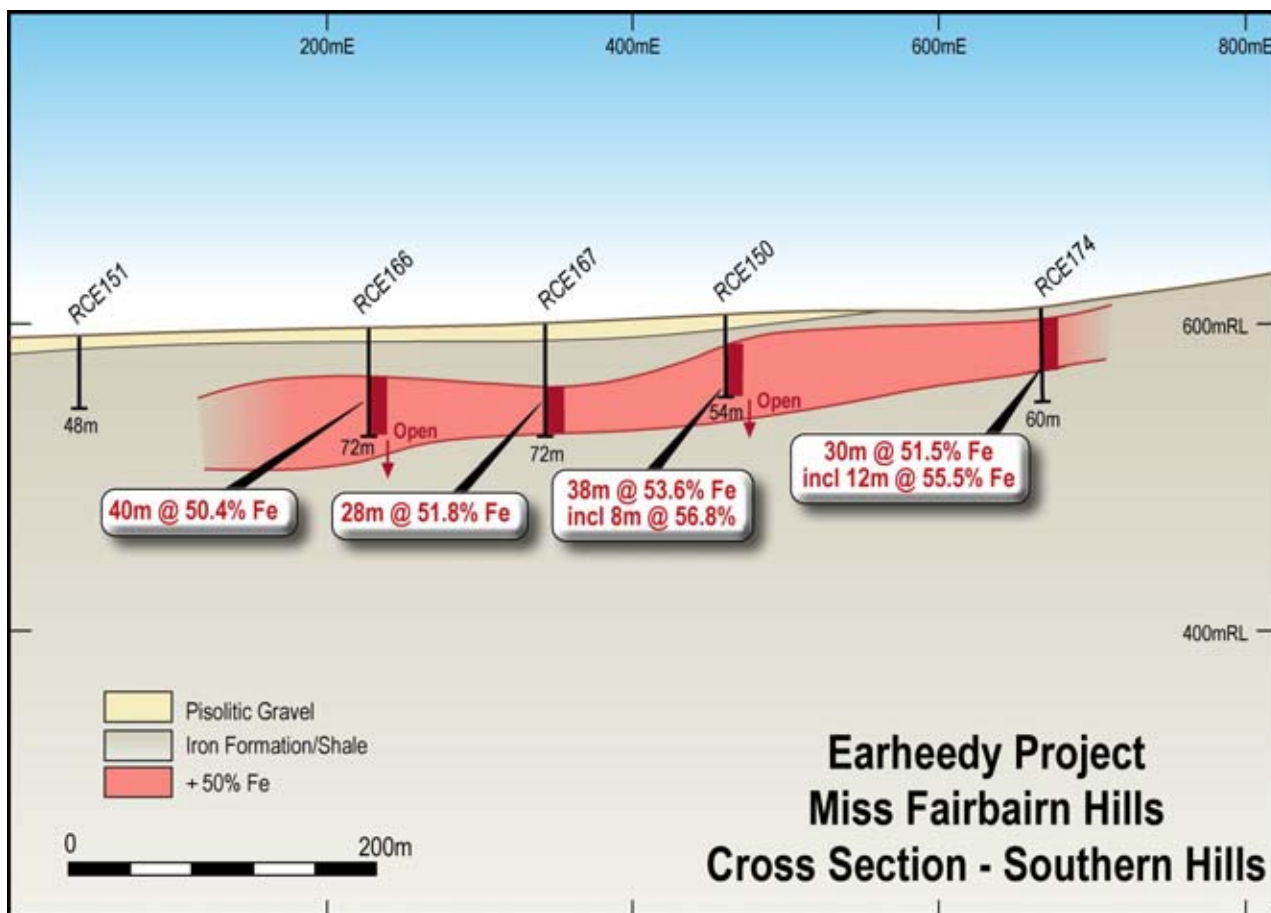 200mE
400mE
600mE
800mE
RCE151
RCE166
RCE167
RCE150
RCE174
600mRL
48m
72m
Open
72m
54m
Open
60m
40m @ 50.4% Fe
28m @ 51.8% Fe
38m @ 53.6% Fe
incl 8m @ 56.8%
30m @ 51.5% Fe
incl 12m @ 55.5% Fe
400mRL
Pisolitic Gravel
Iron Formation/Shale
+ 50% Fe
0
200m
Earheedy Project
Miss Fairbairn Hills
Cross Section - Southern Hills